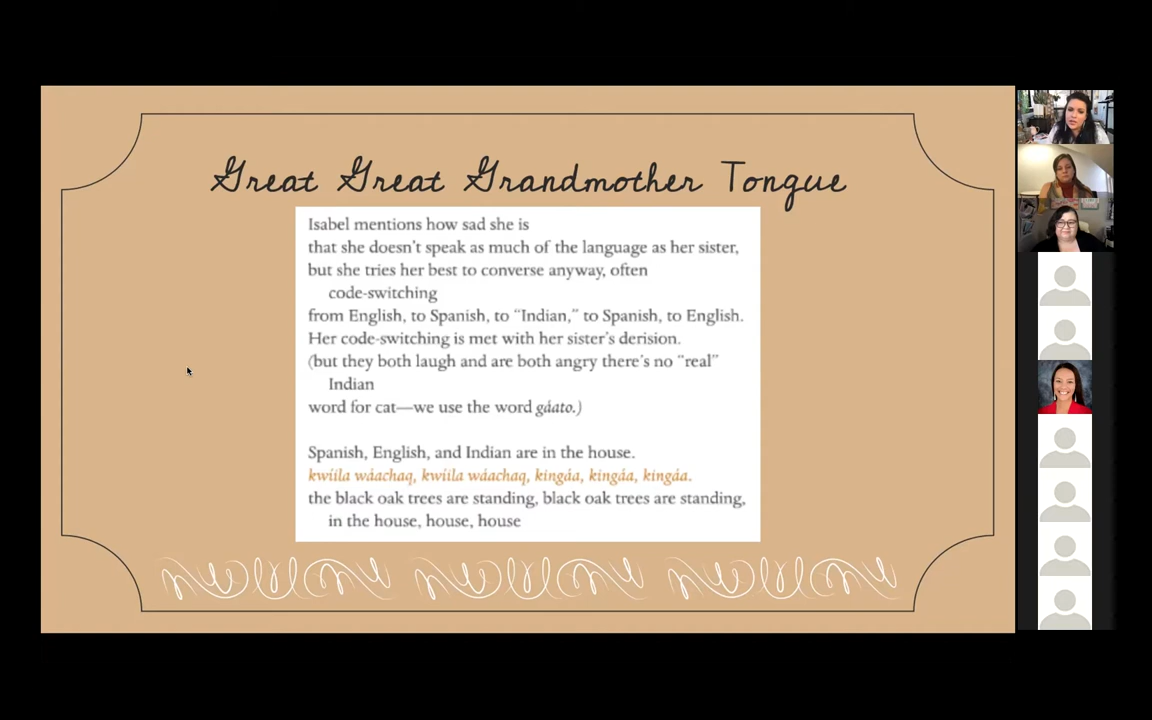 Great Great Grandmother Tongue
Isabel mentions how sad she is
that she doesn't speak as much of the language as her sister,
but she tries her best to converse anyway, often
code-switching
from English, to Spanish, to “Indian,” to Spanish, to English.
Her code-switching is met with her sister's derision.
(but they both laugh and are both angry there's no “real”
Indian
word for cat—we use the word gáato.)
Spanish, English, and Indian are in the house.
kwíila wáachaq, kwíila wáachaq, kingáa, kingáa, kingáa.
the black oak trees are standing, black oak trees are standing,
in the house, house, house